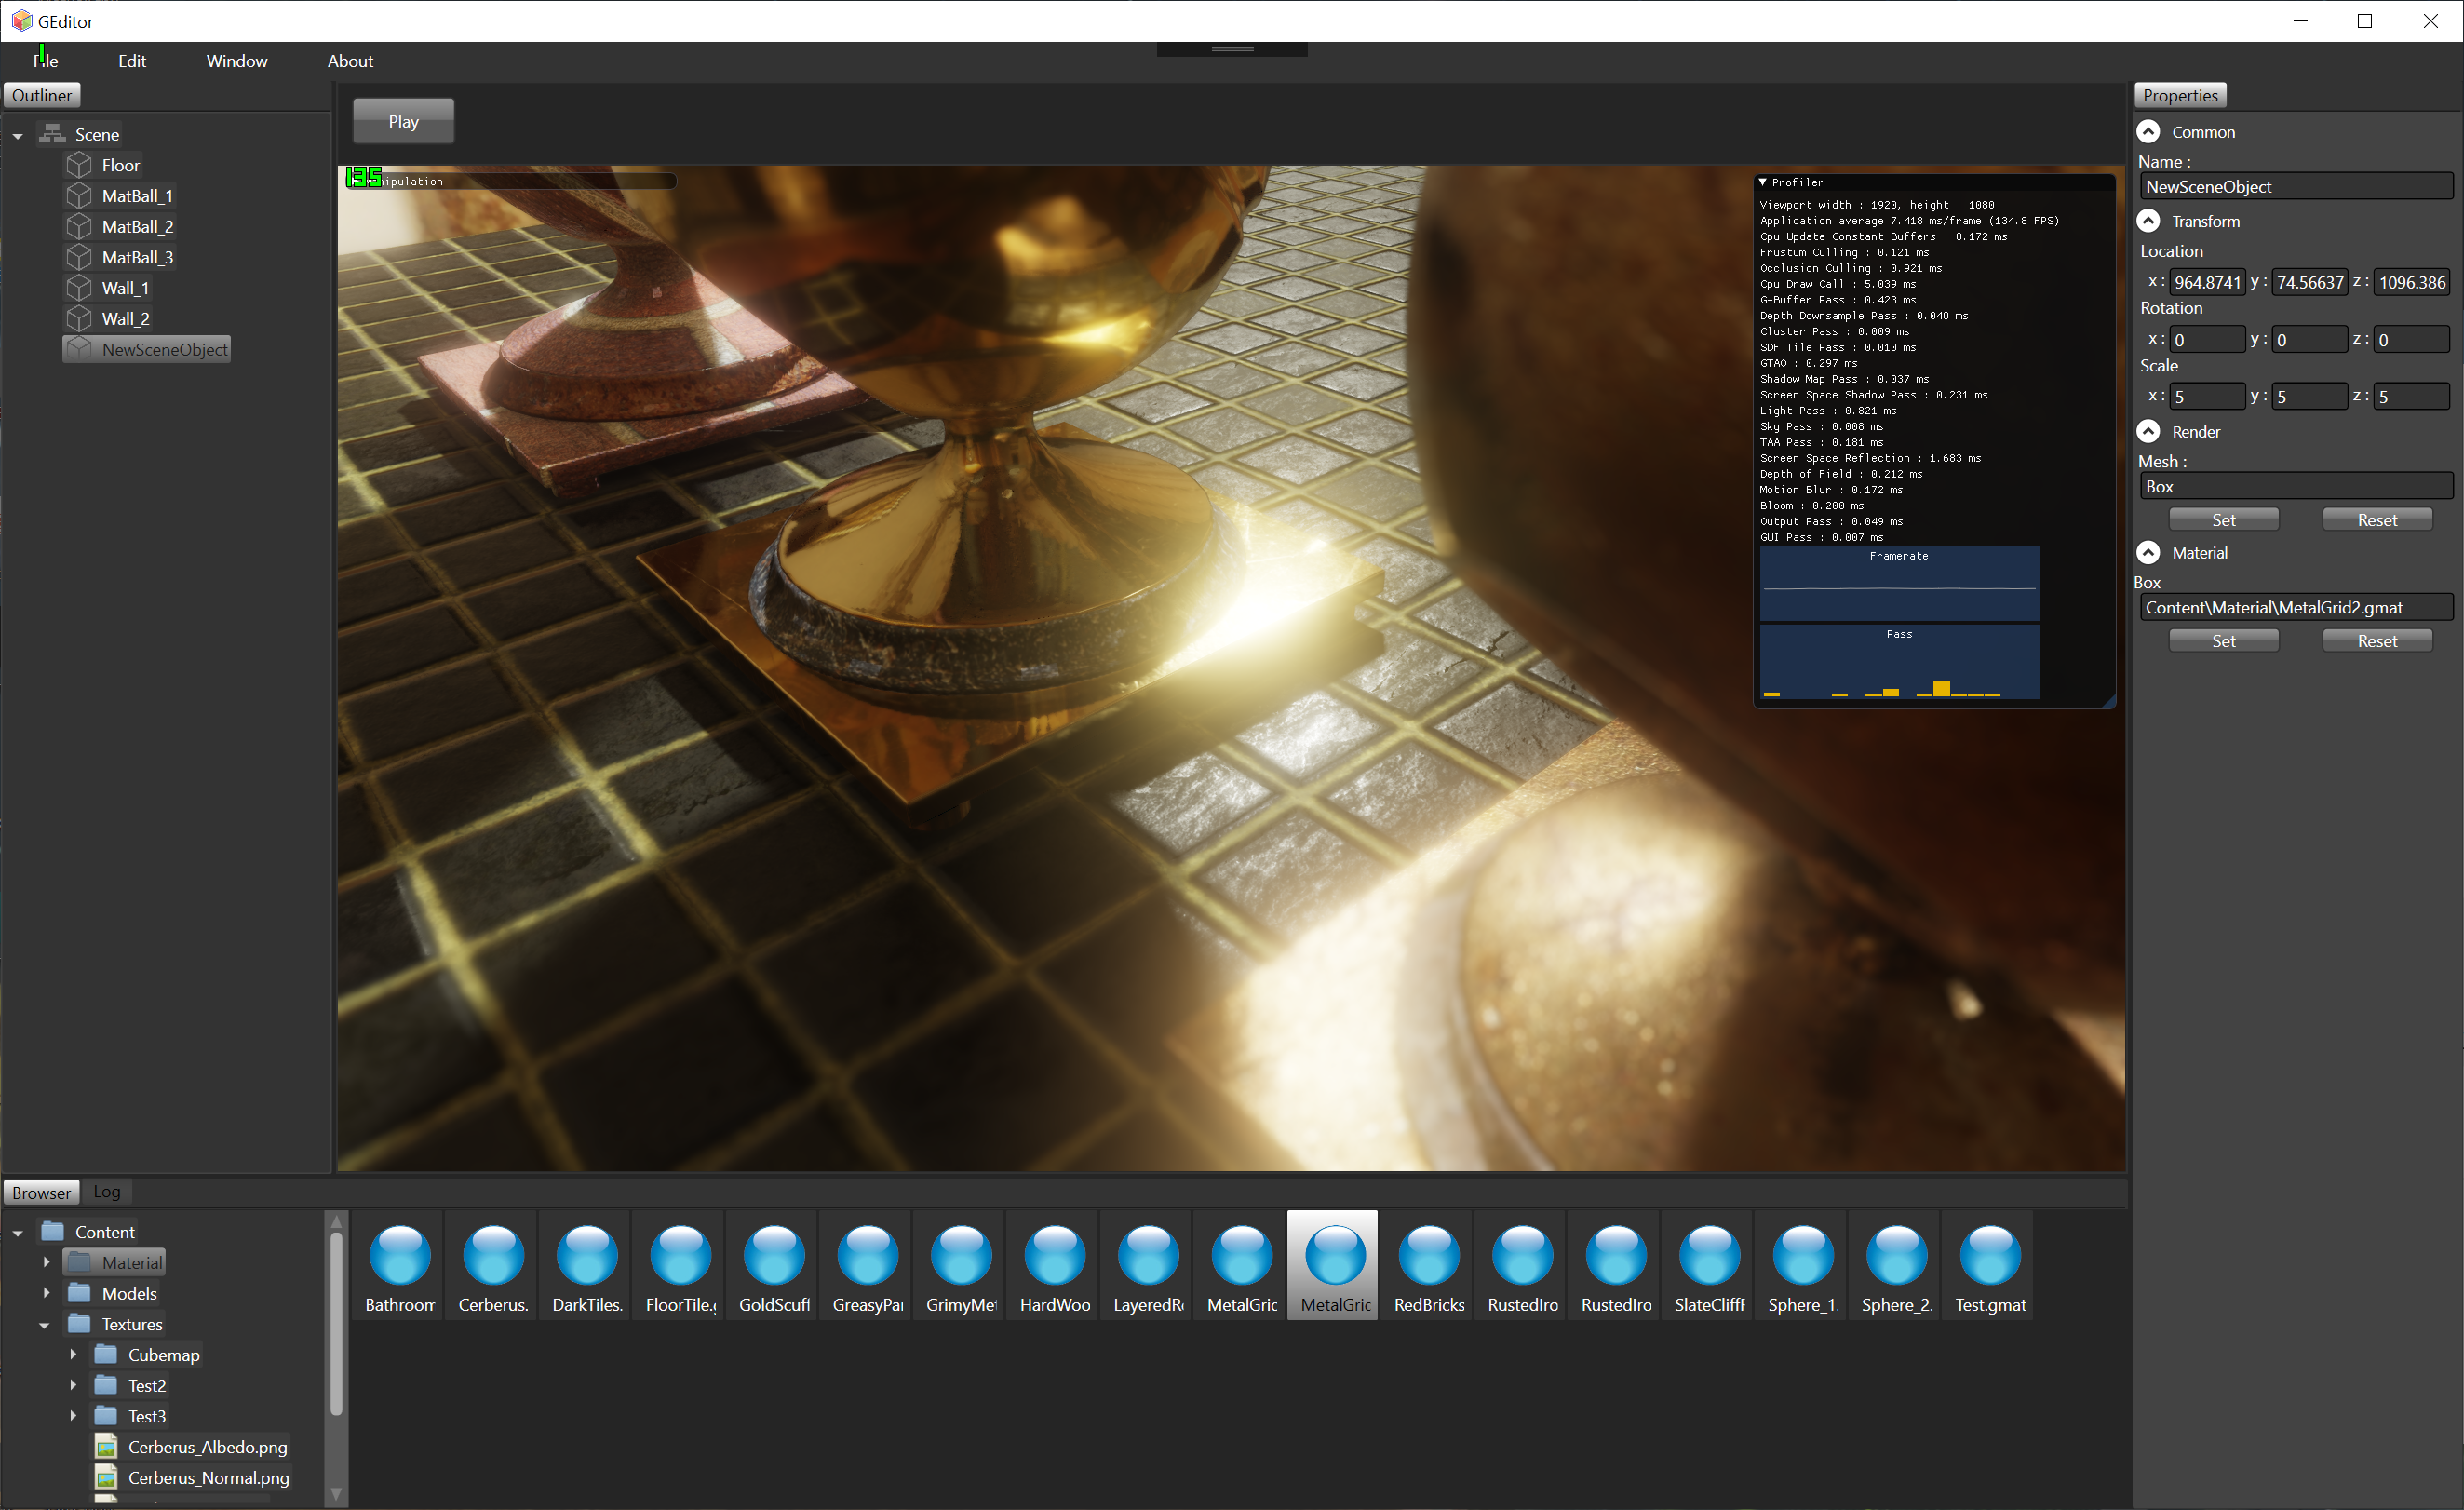 GEditor
File Edit Window About
Outliner
Scene
Floor
MatBall_1
MatBall_2
MatBall_3
Wall_1
Wall_2
NewSceneObject
Play
135
ipulation
Profiler
Viewport width : 1920, height : 1080
Application average 7.418 ms/frame (134.8 FPS)
Cpu Update Constant Buffers : 0.172 ms
Frustum Culling : 0.121 ms
Occlusion Culling : 0.921 ms
Cpu Draw Call : 5.039 ms
G-Buffer Pass : 0.423 ms
Depth Downsample Pass : 0.040 ms
Cluster Pass : 0.009 ms
SDF Tile Pass : 0.010 ms
GTAO : 0.297 ms
Shadow Map Pass : 0.037 ms
Screen Space Shadow Pass : 0.231 ms
Light Pass : 0.821 ms
Sky Pass : 0.008 ms
TAA Pass : 0.181 ms
Screen Space Reflection : 1.683 ms
Depth of Field : 0.212 ms
Motion Blur : 0.172 ms
Bloom : 0.200 ms
Output Pass : 0.049 ms
GUI Pass : 0.007 ms
Framerate
Pass
Properties
Common
Name :
NewSceneObject
Transform
Location
x : 964.8741 y : 74.56637 z : 1096.386
Rotation
x : 0 y : 0 z : 0
Scale
x : 5 y : 5 z : 5
Render
Mesh :
Box
Set Reset
Material
Box
Content\Material\MetalGrid2.gmat
Set Reset
Browser Log
Content
Material
Models
Textures
Cubemap
Test2
Test3
Cerberus_Albedo.png
Cerberus_Normal.png
Bathroom Cerberus. DarkTiles. FloorTile.g GoldScuff GreasyPan GrimyMet HardWoo LayeredRo MetalGric MetalGric RedBricks RustedIro RustedIro SlateCliffF Sphere_1. Sphere_2. Test.gmat